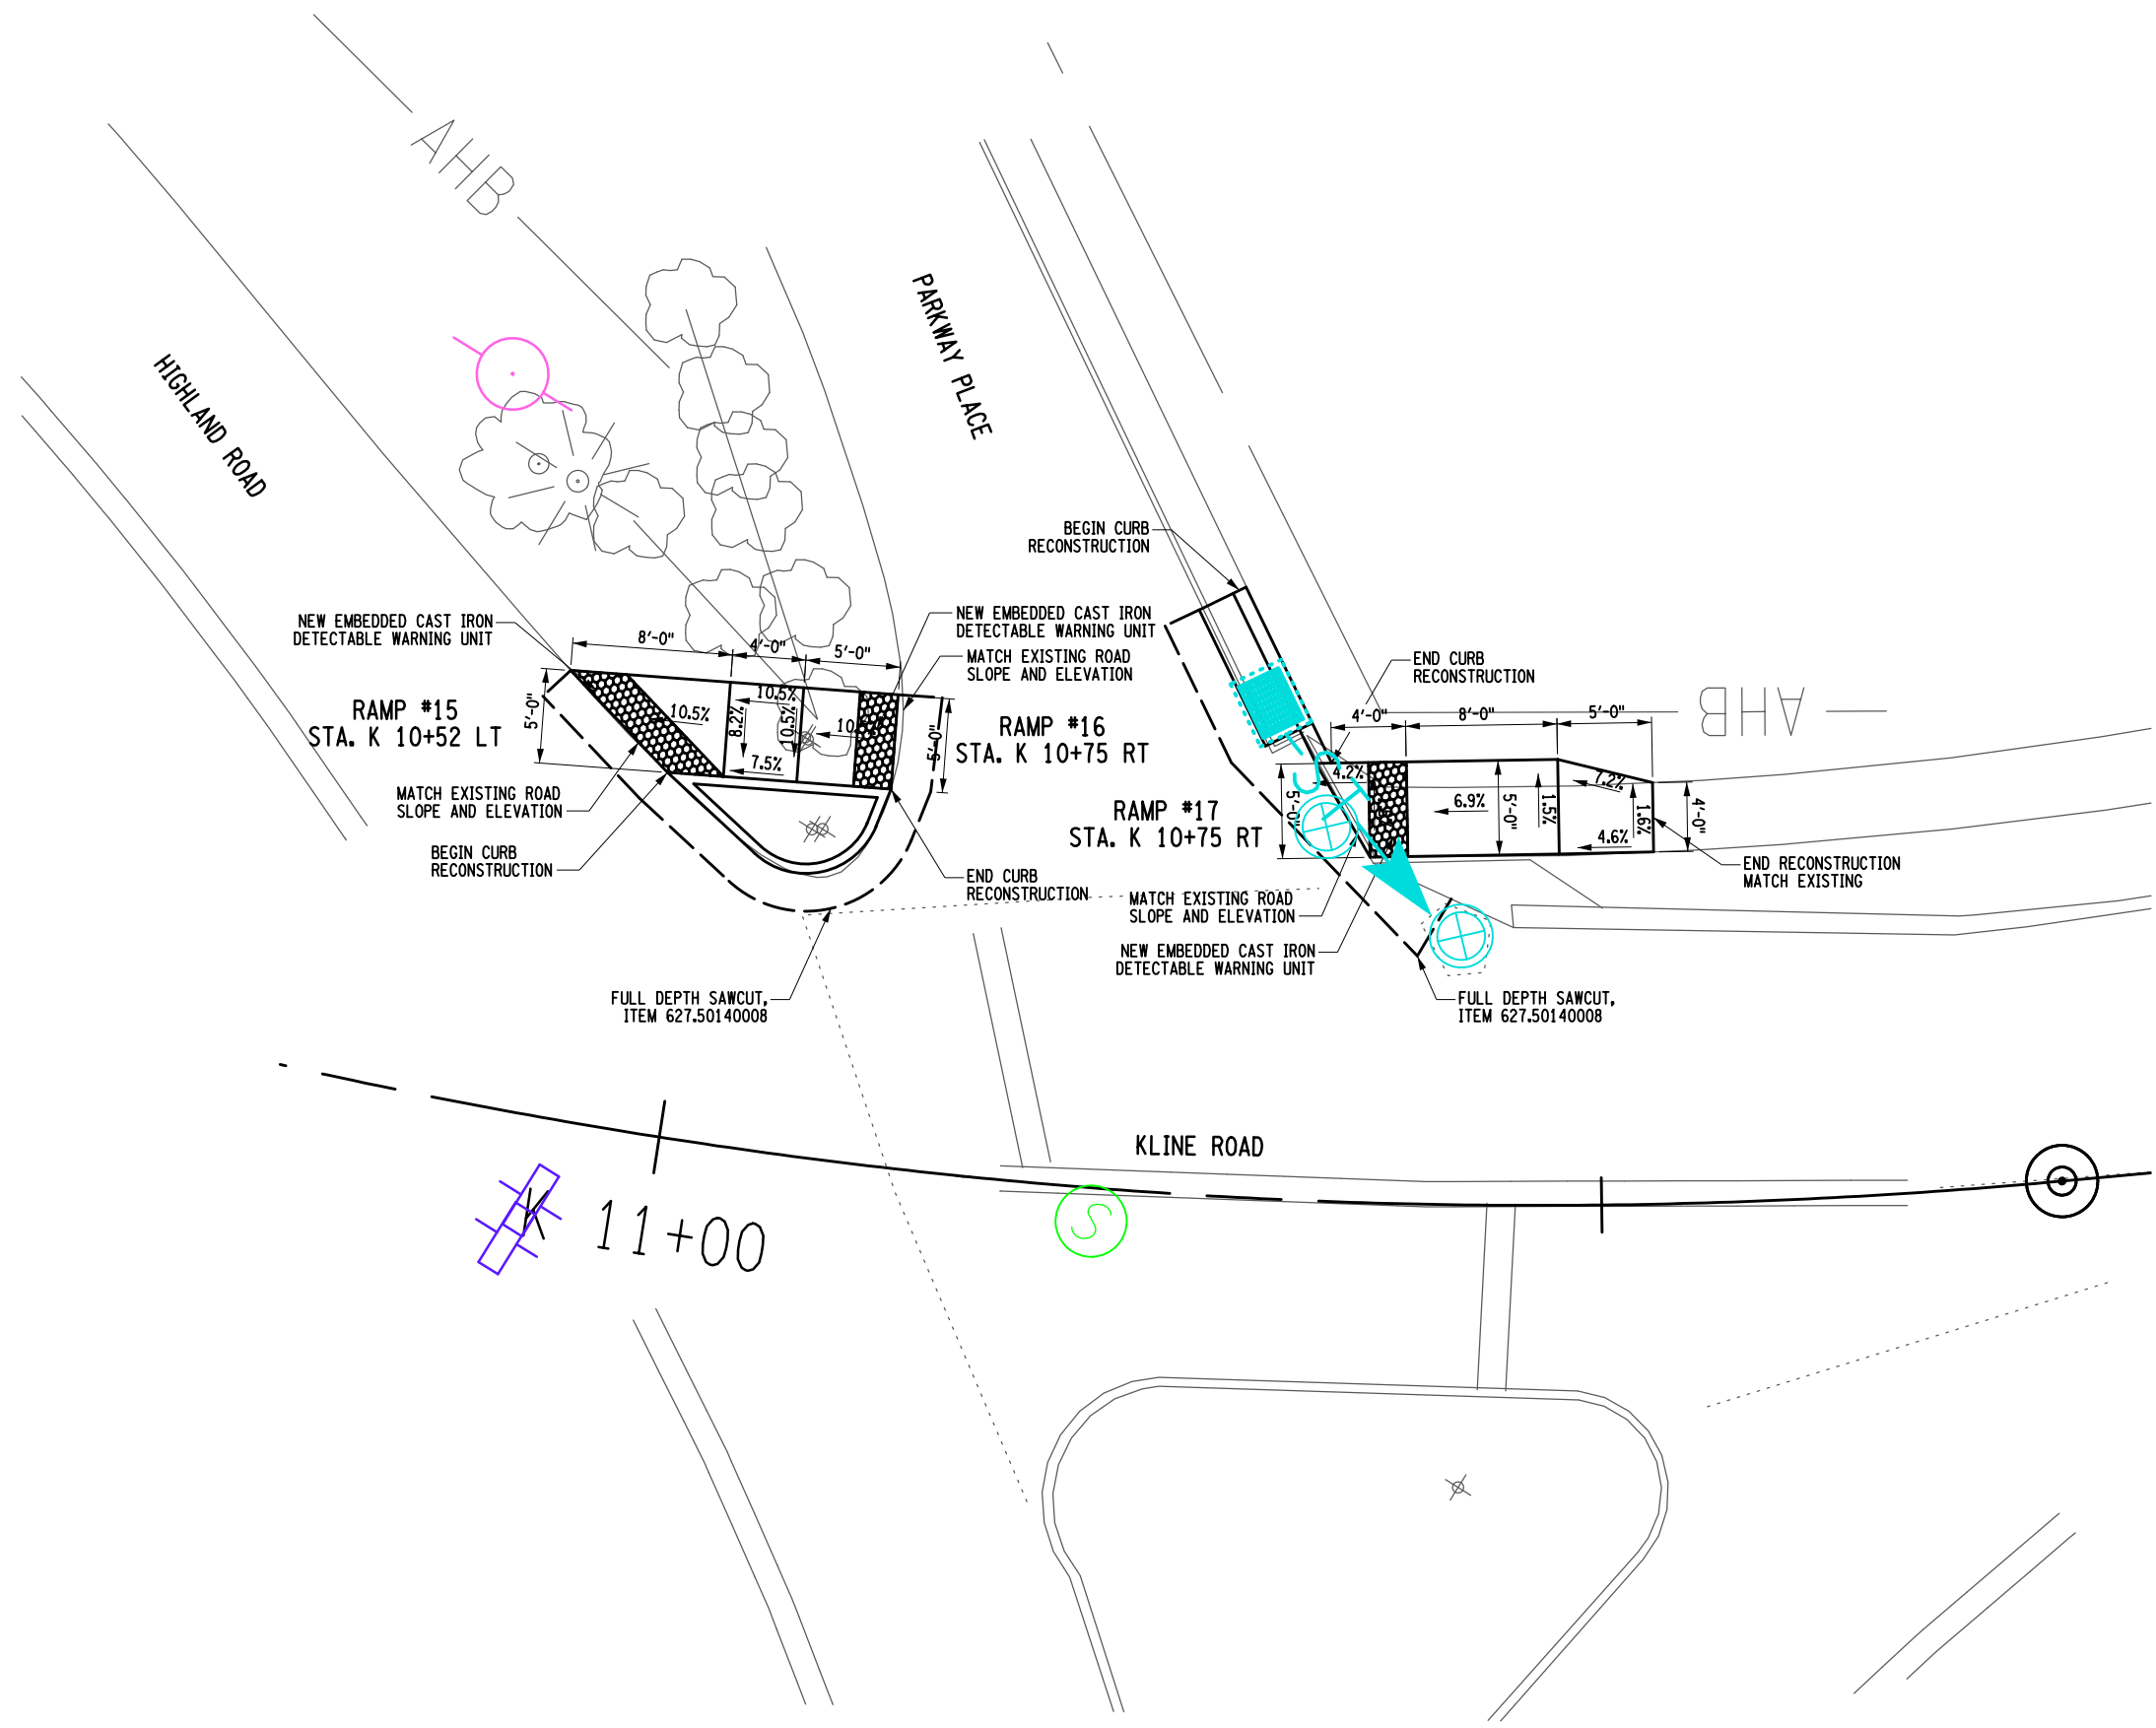 AHB
HIGHLAND ROAD
PARKWAY PLACE
BEGIN CURB
RECONSTRUCTION
NEW EMBEDDED CAST IRON
DETECTABLE WARNING UNIT
8'-0"
4'-0"
5'-0"
NEW EMBEDDED CAST IRON
DETECTABLE WARNING UNIT
MATCH EXISTING ROAD
SLOPE AND ELEVATION
END CURB
RECONSTRUCTION
AHB
RAMP #15
STA. K 10+52 LT
5'-0"
10.5%
8.2%
10.5%
10.5%
7.5%
5'-0"
RAMP #16
STA. K 10+75 RT
4'-0"
8'-0"
5'-0"
4.2%
5'-0"
6.9%
5'-0"
1.5%
7.2%
1.6%
4.6%
4'-0"
MATCH EXISTING ROAD
SLOPE AND ELEVATION
RAMP #17
STA. K 10+75 RT
BEGIN CURB
RECONSTRUCTION
END CURB
RECONSTRUCTION
MATCH EXISTING ROAD
SLOPE AND ELEVATION
END RECONSTRUCTION
MATCH EXISTING
NEW EMBEDDED CAST IRON
DETECTABLE WARNING UNIT
FULL DEPTH SAWCUT,
ITEM 627.50140008
FULL DEPTH SAWCUT,
ITEM 627.50140008
KLINE ROAD
S
K 11+00